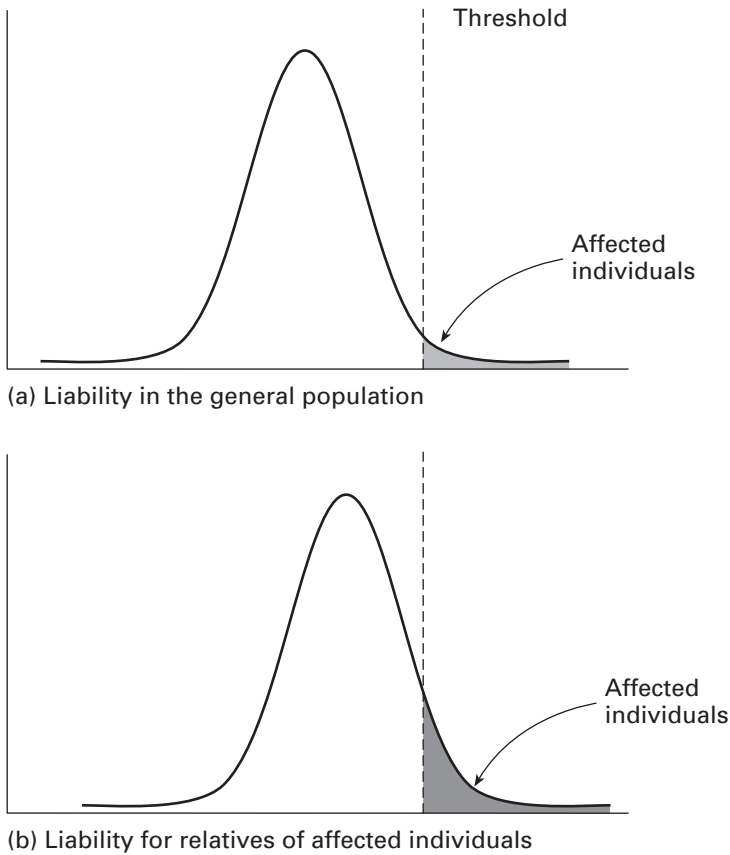 Threshold
Affected
individuals
(a) Liability in the general population
Affected
individuals
(b) Liability for relatives of affected individuals